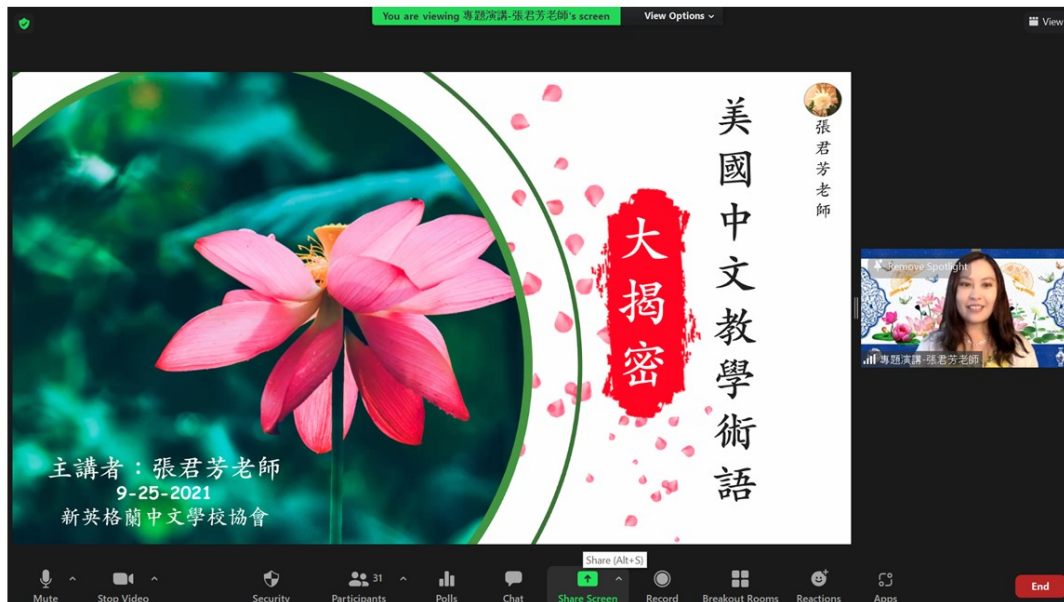 You are viewing 專題演講-張君芳老師's screen
View Options
View
張君芳老師
美國中文教學術語
大揭密
主講者：張君芳老師
9-25-2021
新英格蘭中文學校協會
Remove Spotlight
專題演講-張君芳老師
Share (Alt+S)
Mute
Stop Video
Security
31
Participants
Polls
Chat
Share Screen
Record
Breakout Rooms
Reactions
Apps
End